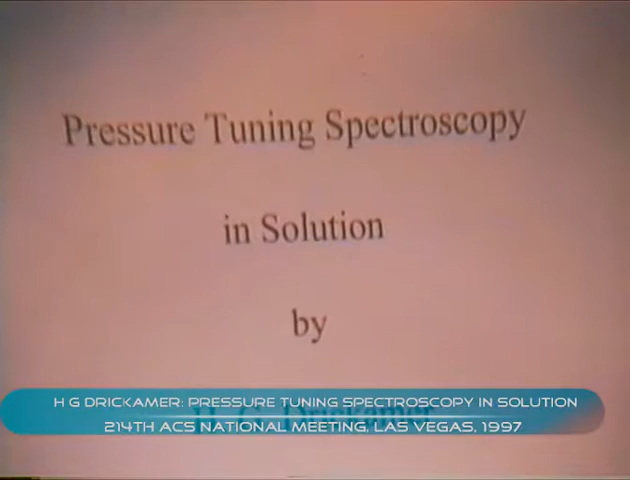 Pressure Tuning Spectroscopy
in Solution
by
H. G. Drickamer
H G DRICKAMER: PRESSURE TUNING SPECTROSCOPY IN SOLUTION
214TH ACS NATIONAL MEETING, LAS VEGAS, 1997